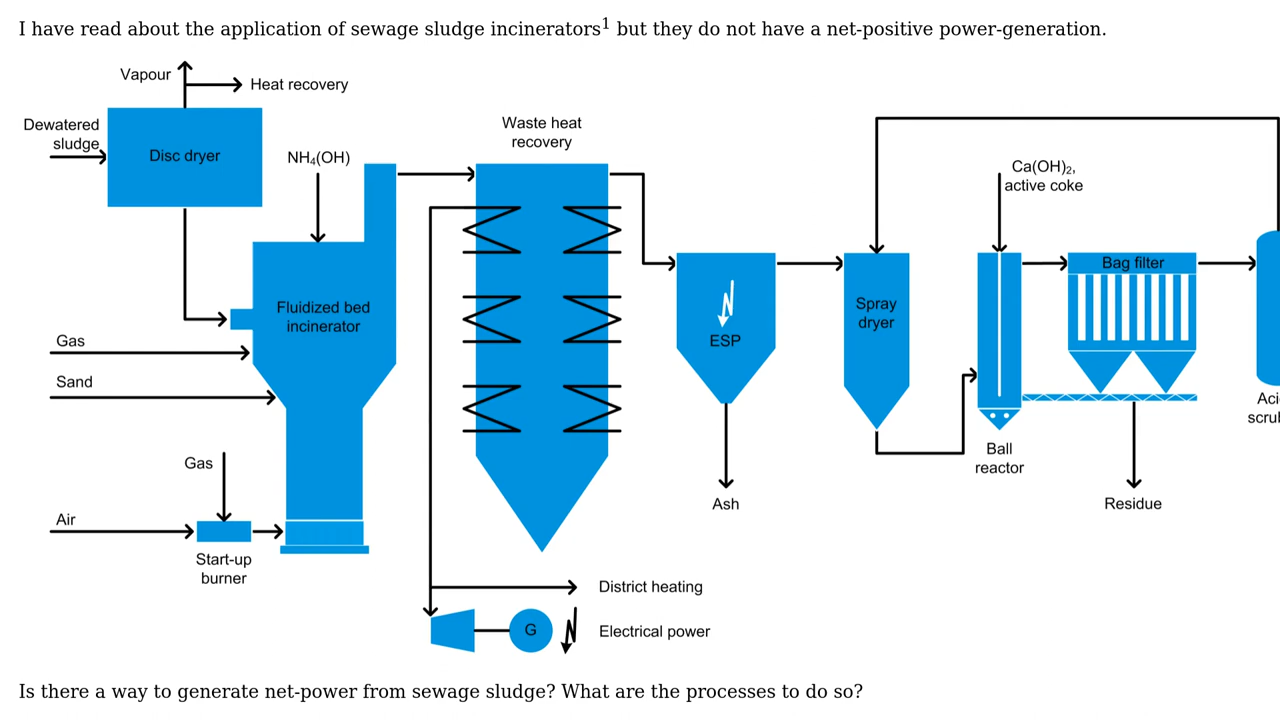 I have read about the application of sewage sludge incinerators¹ but they do not have a net-positive power-generation.
Vapour
Heat recovery
Dewatered
sludge
Disc dryer
NH₄(OH)
Waste heat
recovery
Ca(OH)₂,
active coke
Fluidized bed
incinerator
Gas
Sand
Gas
Air
Start-up
burner
ESP
Ash
Spray
dryer
Ball
reactor
Bag filter
Residue
District heating
G
Electrical power
Is there a way to generate net-power from sewage sludge? What are the processes to do so?